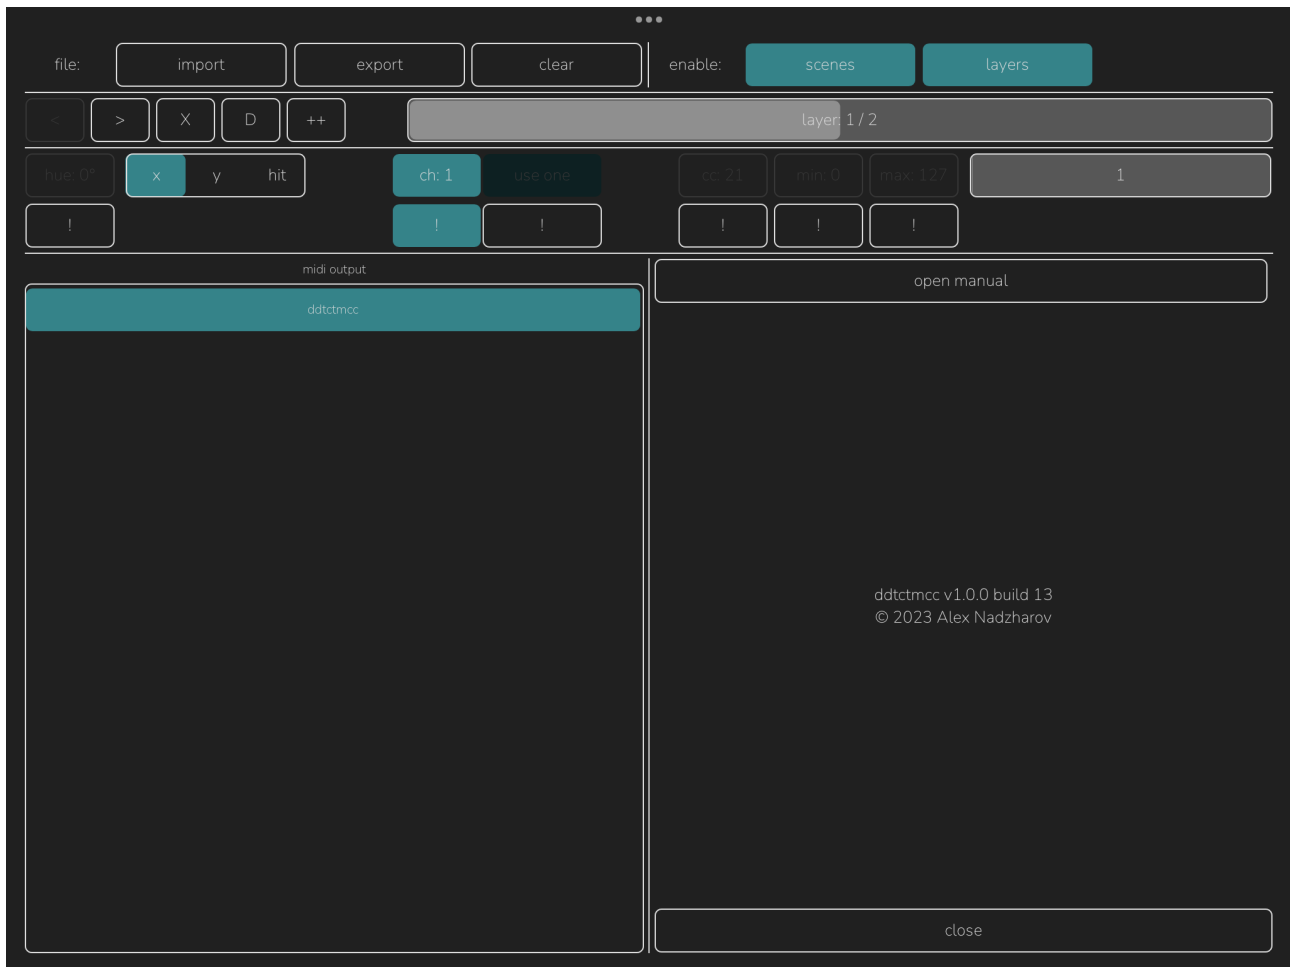 file: import export clear enable: scenes layers
< > X D ++ layer: 1 / 2
hue: 0° x y hit ch: 1 use one cc: 21 min: 0 max: 127 1
! ! ! ! ! !
midi output
open manual
ddtctmcc
ddtctmcc v1.0.0 build 13
© 2023 Alex Nadzharov
close